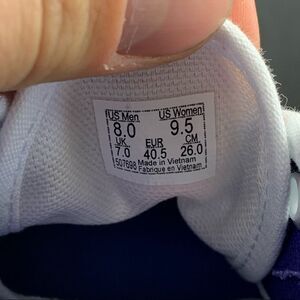 US Men US Women
8.0 9.5
UK EUR CM
7.0 40.5 26.0
507698 Made in Vietnam
Fabriqué en Vietnam